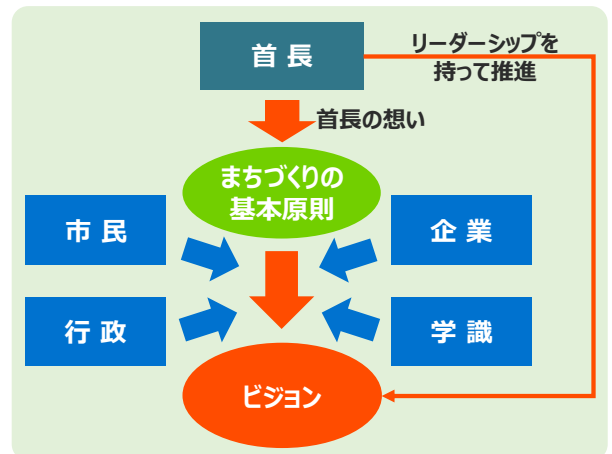 首長
リーダーシップを
持って推進
首長の想い
まちづくりの
基本原則
市民
企業
行政
学識
ビジョン